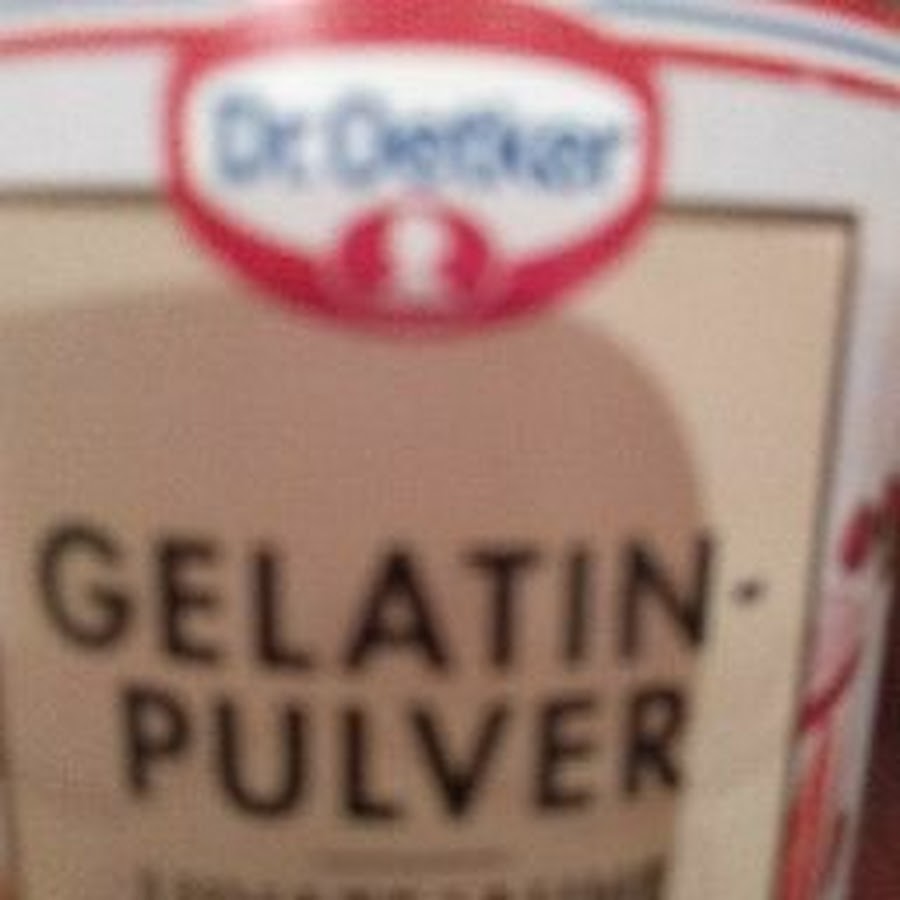 Dr. Oetker
GELATIN-
PULVER